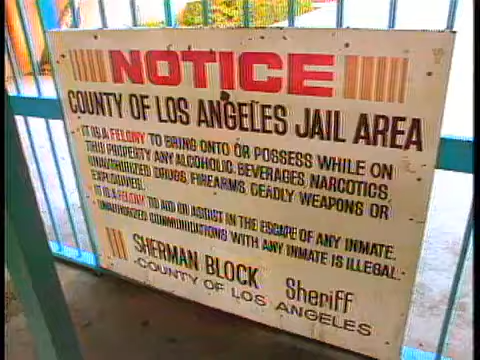 NOTICE
COUNTY OF LOS ANGELES JAIL AREA
IT IS A FELONY TO BRING ONTO OR POSSESS WHILE ON
THIS PROPERTY ANY ALCOHOLIC, BEVERAGES, NARCOTICS,
UNAUTHORIZED DRUGS, FIREARMS, DEADLY WEAPONS OR
EXPLOSIVES.
IT IS A FELONY TO AID OR ASSIST IN THE ESCAPE OF ANY INMATE.
UNAUTHORIZED COMMUNICATIONS WITH ANY INMATE IS ILLEGAL.
SHERMAN BLOCK Sheriff
COUNTY OF LOS ANGELES